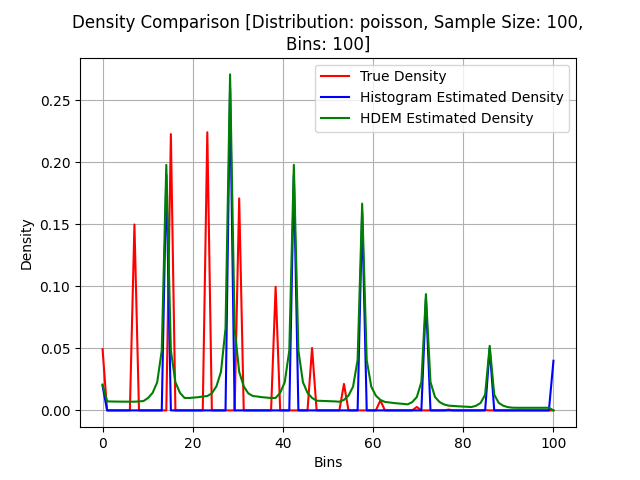 Density Comparison [Distribution: poisson, Sample Size: 100,
Bins: 100]
True Density
Histogram Estimated Density
HDEM Estimated Density
Density
0.25
0.20
0.15
0.10
0.05
0.00
0 20 40 60 80 100
Bins